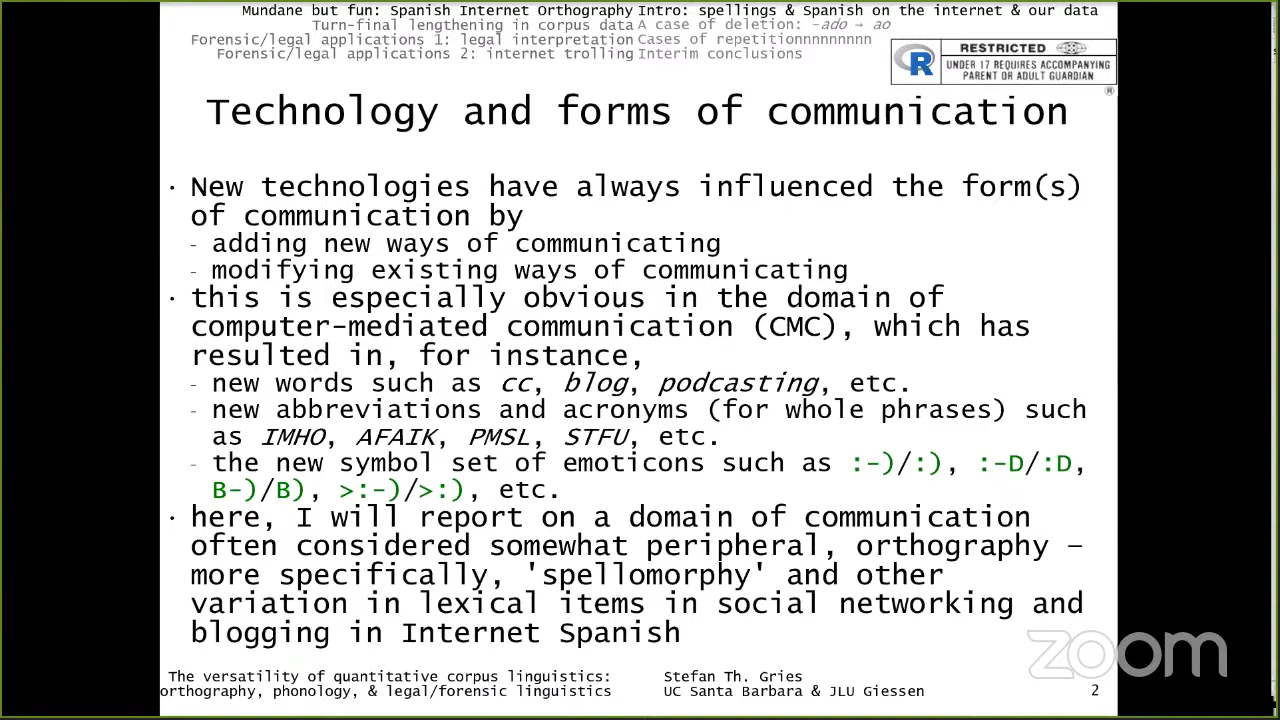 Mundane but fun: Spanish Internet Orthography Intro: spellings & Spanish on the internet & our data
Turn-final lengthening in corpus data A case of deletion: -ado → ao
Forensic/legal applications 1: legal interpretation Cases of repetitionnnnnnnnn
Forensic/legal applications 2: internet trolling Interim conclusions
R RESTRICTED
UNDER 17 REQUIRES ACCOMPANYING
PARENT OR ADULT GUARDIAN
®
Technology and forms of communication
· New technologies have always influenced the form(s)
of communication by
- adding new ways of communicating
- modifying existing ways of communicating
· this is especially obvious in the domain of
computer-mediated communication (CMC), which has
resulted in, for instance,
- new words such as cc, blog, podcasting, etc.
- new abbreviations and acronyms (for whole phrases) such
as IMHO, AFAIK, PMSL, STFU, etc.
- the new symbol set of emoticons such as :-)/:), :-D/:D,
B-)/B), >:-)/>:), etc.
· here, I will report on a domain of communication
often considered somewhat peripheral, orthography –
more specifically, 'spellomorphy' and other
variation in lexical items in social networking and
blogging in Internet Spanish
zoom
The versatility of quantitative corpus linguistics: Stefan Th. Gries
orthography, phonology, & legal/forensic linguistics UC Santa Barbara & JLU Giessen 2